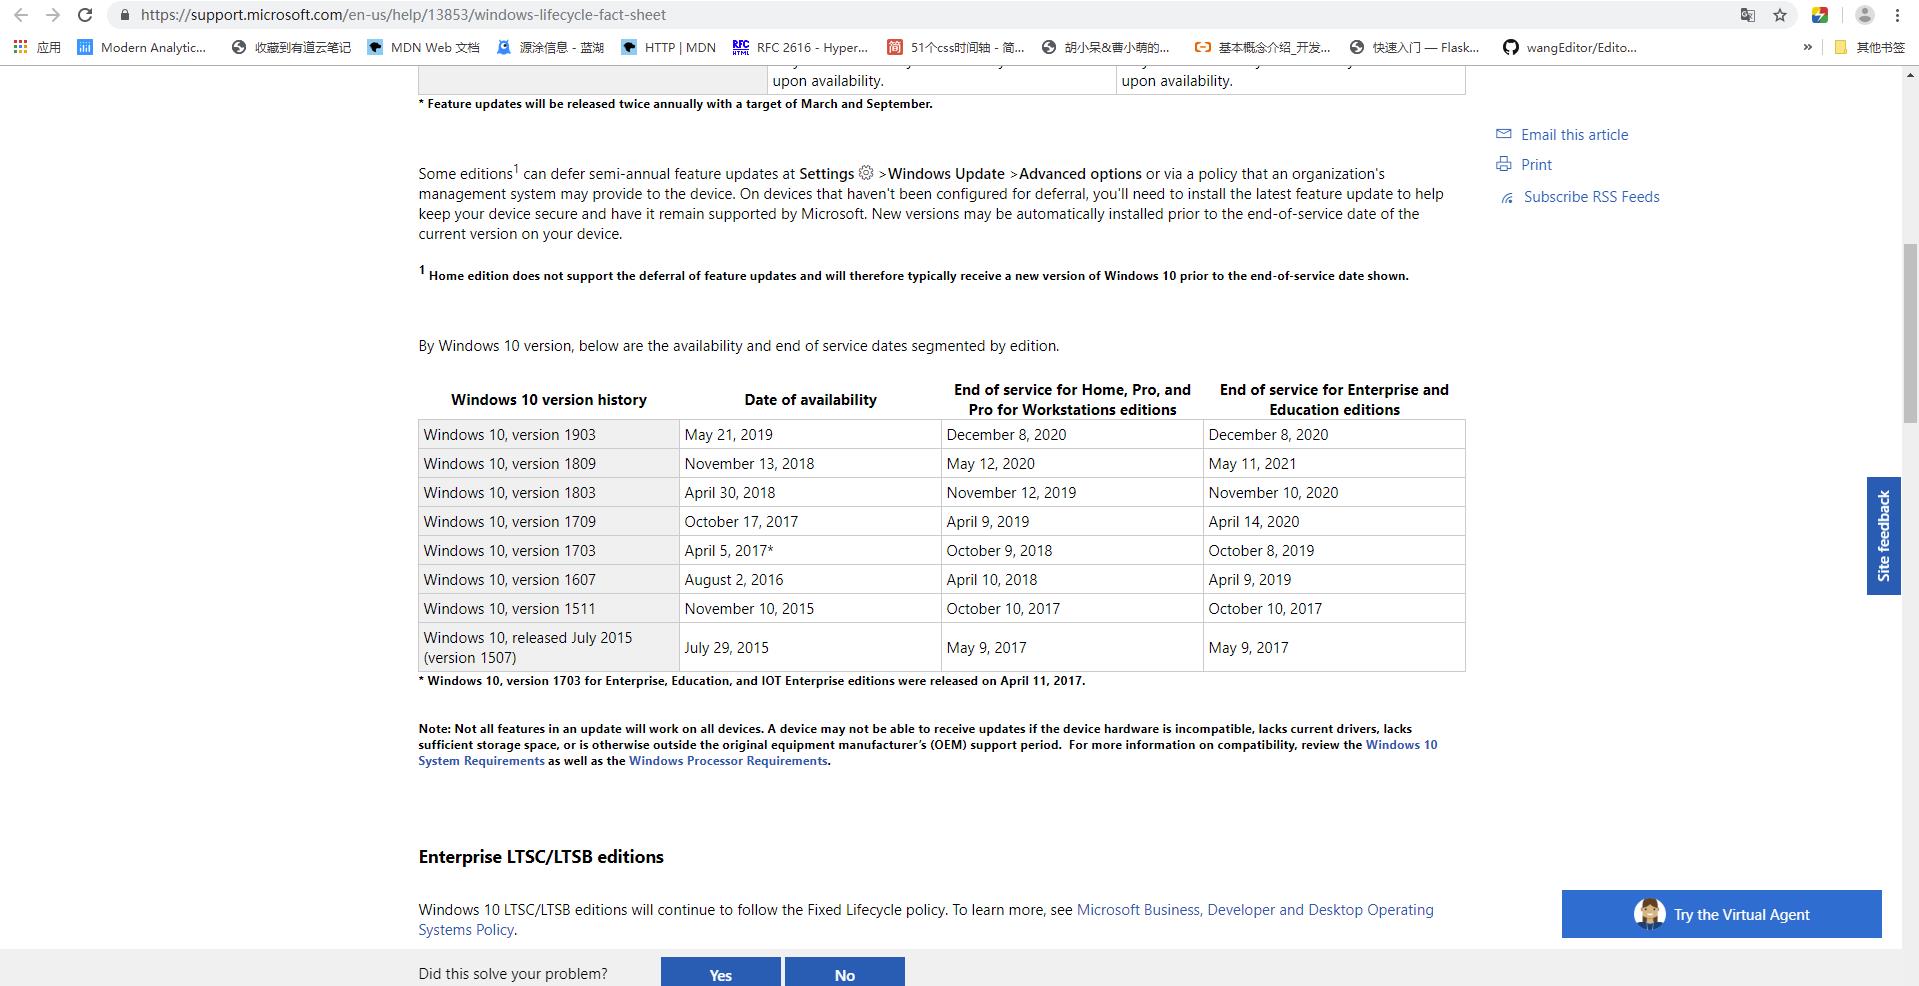 https://support.microsoft.com/en-us/help/13853/windows-lifecycle-fact-sheet
应用 Modern Analytic... 收藏到有道云笔记 MDN Web 文档 源涂信息 - 蓝湖 HTTP | MDN RFC 2616 - Hyper... 51个css时间轴 - 简... 胡小呆&曹小萌的... 基本概念介绍_开发... 快速入门 — Flask... wangEditor/Edito... » 其他书签
upon availability. upon availability.
* Feature updates will be released twice annually with a target of March and September.
Email this article
Print
Subscribe RSS Feeds
Some editions1 can defer semi-annual feature updates at Settings >Windows Update >Advanced options or via a policy that an organization's
management system may provide to the device. On devices that haven't been configured for deferral, you'll need to install the latest feature update to help
keep your device secure and have it remain supported by Microsoft. New versions may be automatically installed prior to the end-of-service date of the
current version on your device.
1 Home edition does not support the deferral of feature updates and will therefore typically receive a new version of Windows 10 prior to the end-of-service date shown.
By Windows 10 version, below are the availability and end of service dates segmented by edition.
Windows 10 version history Date of availability End of service for Home, Pro, and Pro for Workstations editions End of service for Enterprise and Education editions
Windows 10, version 1903 May 21, 2019 December 8, 2020 December 8, 2020
Windows 10, version 1809 November 13, 2018 May 12, 2020 May 11, 2021
Windows 10, version 1803 April 30, 2018 November 12, 2019 November 10, 2020
Windows 10, version 1709 October 17, 2017 April 9, 2019 April 14, 2020
Windows 10, version 1703 April 5, 2017* October 9, 2018 October 8, 2019
Windows 10, version 1607 August 2, 2016 April 10, 2018 April 9, 2019
Windows 10, version 1511 November 10, 2015 October 10, 2017 October 10, 2017
Windows 10, released July 2015 (version 1507) July 29, 2015 May 9, 2017 May 9, 2017
* Windows 10, version 1703 for Enterprise, Education, and IOT Enterprise editions were released on April 11, 2017.
Note: Not all features in an update will work on all devices. A device may not be able to receive updates if the device hardware is incompatible, lacks current drivers, lacks
sufficient storage space, or is otherwise outside the original equipment manufacturer's (OEM) support period. For more information on compatibility, review the Windows 10
System Requirements as well as the Windows Processor Requirements.
Site feedback
Enterprise LTSC/LTSB editions
Windows 10 LTSC/LTSB editions will continue to follow the Fixed Lifecycle policy. To learn more, see Microsoft Business, Developer and Desktop Operating
Systems Policy.
Try the Virtual Agent
Did this solve your problem? Yes No